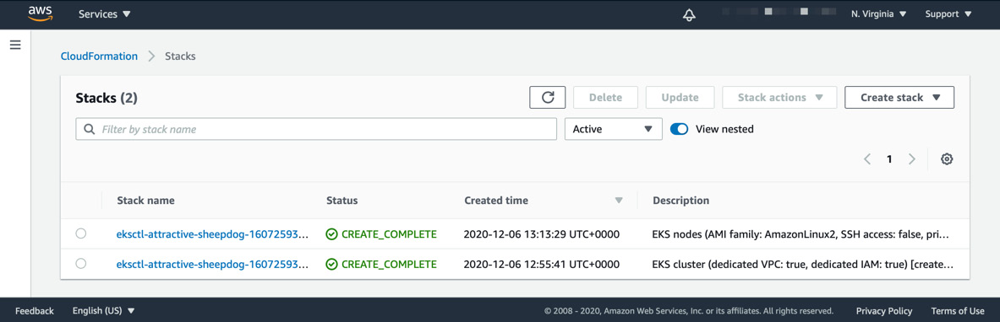 aws Services N. Virginia Support
CloudFormation Stacks
Stacks (2) Delete Update Stack actions Create stack
Filter by stack name Active View nested
1
Stack name Status Created time Description
eksctl-attractive-sheepdog-16072593... CREATE_COMPLETE 2020-12-06 13:13:29 UTC+0000 EKS nodes (AMI family: AmazonLinux2, SSH access: false, pri...
eksctl-attractive-sheepdog-16072593... CREATE_COMPLETE 2020-12-06 12:55:41 UTC+0000 EKS cluster (dedicated VPC: true, dedicated IAM: true) [create...
Feedback English (US) © 2008 - 2020, Amazon Web Services, Inc. or its affiliates. All rights reserved. Privacy Policy Terms of Use